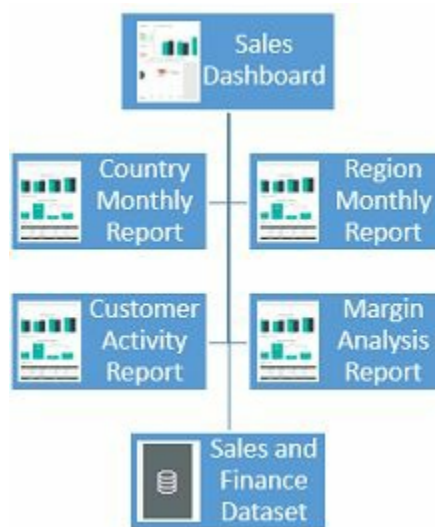 Sales
Dashboard
Country
Monthly
Report
Region
Monthly
Report
Customer
Activity
Report
Margin
Analysis
Report
Sales and
Finance
Dataset